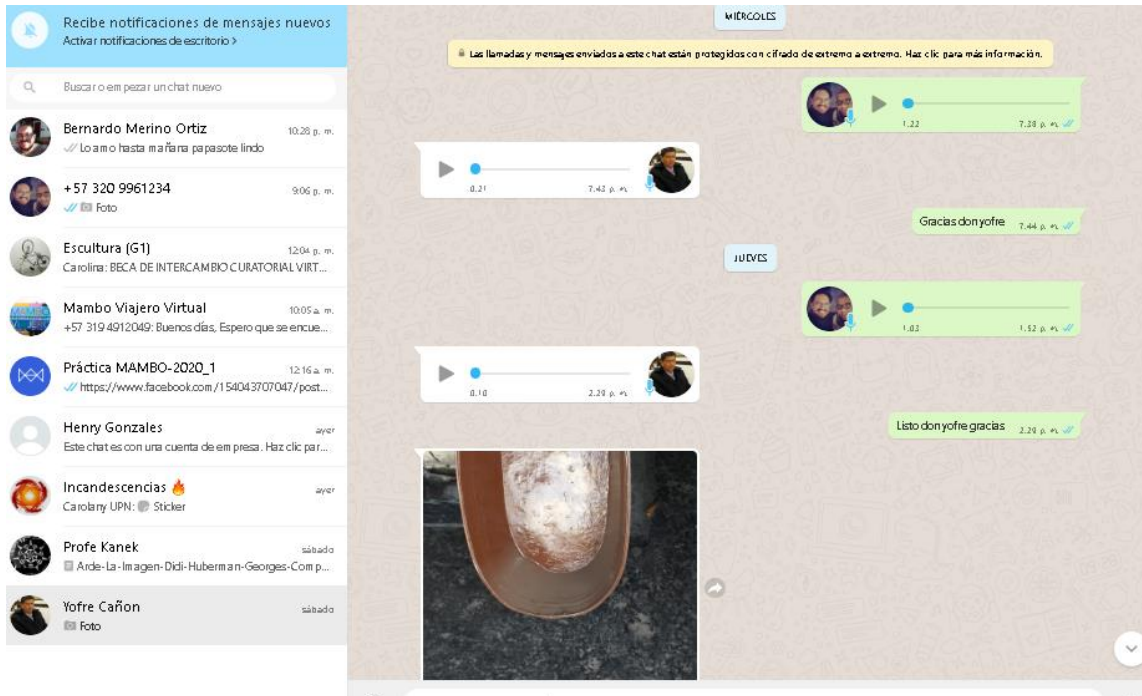 Recibe notificaciones de mensajes nuevos
Activar notificaciones de escritorio >
Buscar o empezar un chat nuevo
Bernardo Merino Ortiz
10:28 p. m.
Lo amo hasta mañana papasote lindo
+57 320 9961234
9:06 p. m.
Foto
Escultura (G1)
12:04 p. m.
Carolina: BECA DE INTERCAMBIO CURATORIAL VIRT...
Mambo Viajero Virtual
10:05 a. m.
+57 319 4912049: Buenos días, Espero que se encue...
Práctica MAMBO-2020_1
12:16 a. m.
https://www.facebook.com/154043707047/post...
Henry Gonzales
ayer
Este chat es con una cuenta de empresa. Haz clic par...
Incandescencias 🔥
ayer
Carolany UPN: Sticker
Profe Kanek
sábado
Arde-La-Imagen-Didi-Huberman-Georges-Comp...
Yofre Cañon
sábado
Foto
MIÉRCOLES
Las llamadas y mensajes enviados a este chat están protegidos con cifrado de extremo a extremo. Haz clic para más información.
1:22
7:38 p. m.
0:21
7:43 p. m.
Gracias don yofre
7:44 p. m.
JUEVES
1:03
1:52 p. m.
0:10
2:29 p. m.
Listo don yofre gracias
2:29 p. m.